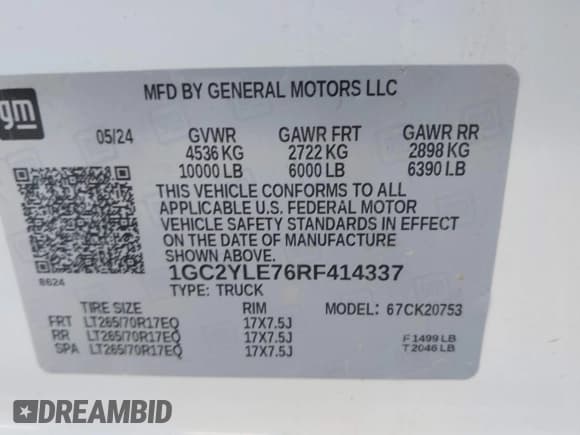 gm
MFD BY GENERAL MOTORS LLC
05/24 GVWR GAWR FRT GAWR RR
4536 KG 2722 KG 2898 KG
10000 LB 6000 LB 6390 LB
THIS VEHICLE CONFORMS TO ALL
APPLICABLE U.S. FEDERAL MOTOR
VEHICLE SAFETY STANDARDS IN EFFECT
ON THE DATE OF MANUFACTURE
SHOWN ABOVE.
1GC2YLE76RF414337
8624
TYPE: TRUCK
TIRE SIZE RIM MODEL: 67CK20753
FRT LT265/70R17EQ 17X7.5J
RR LT265/70R17EQ 17X7.5J F 1499 LB
SPA LT265/70R17EQ 17X7.5J T 2046 LB
DREAMBID